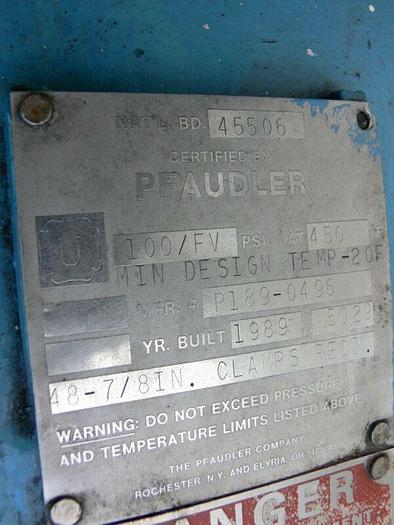 NAT'L. BD. 45506
CERTIFIED BY
PFAUDLER
U 100/FV PSI. AT 450 °F
MIN DESIGN TEMP-20F
MFR. # P189-0496
YR. BUILT 1989 5029
48-7/8IN. CLAMPS REQD.
WARNING: DO NOT EXCEED PRESSURE
AND TEMPERATURE LIMITS LISTED ABOVE
THE PFAUDLER COMPANY
ROCHESTER, N.Y. AND ELYRIA, OH. U.S.A.